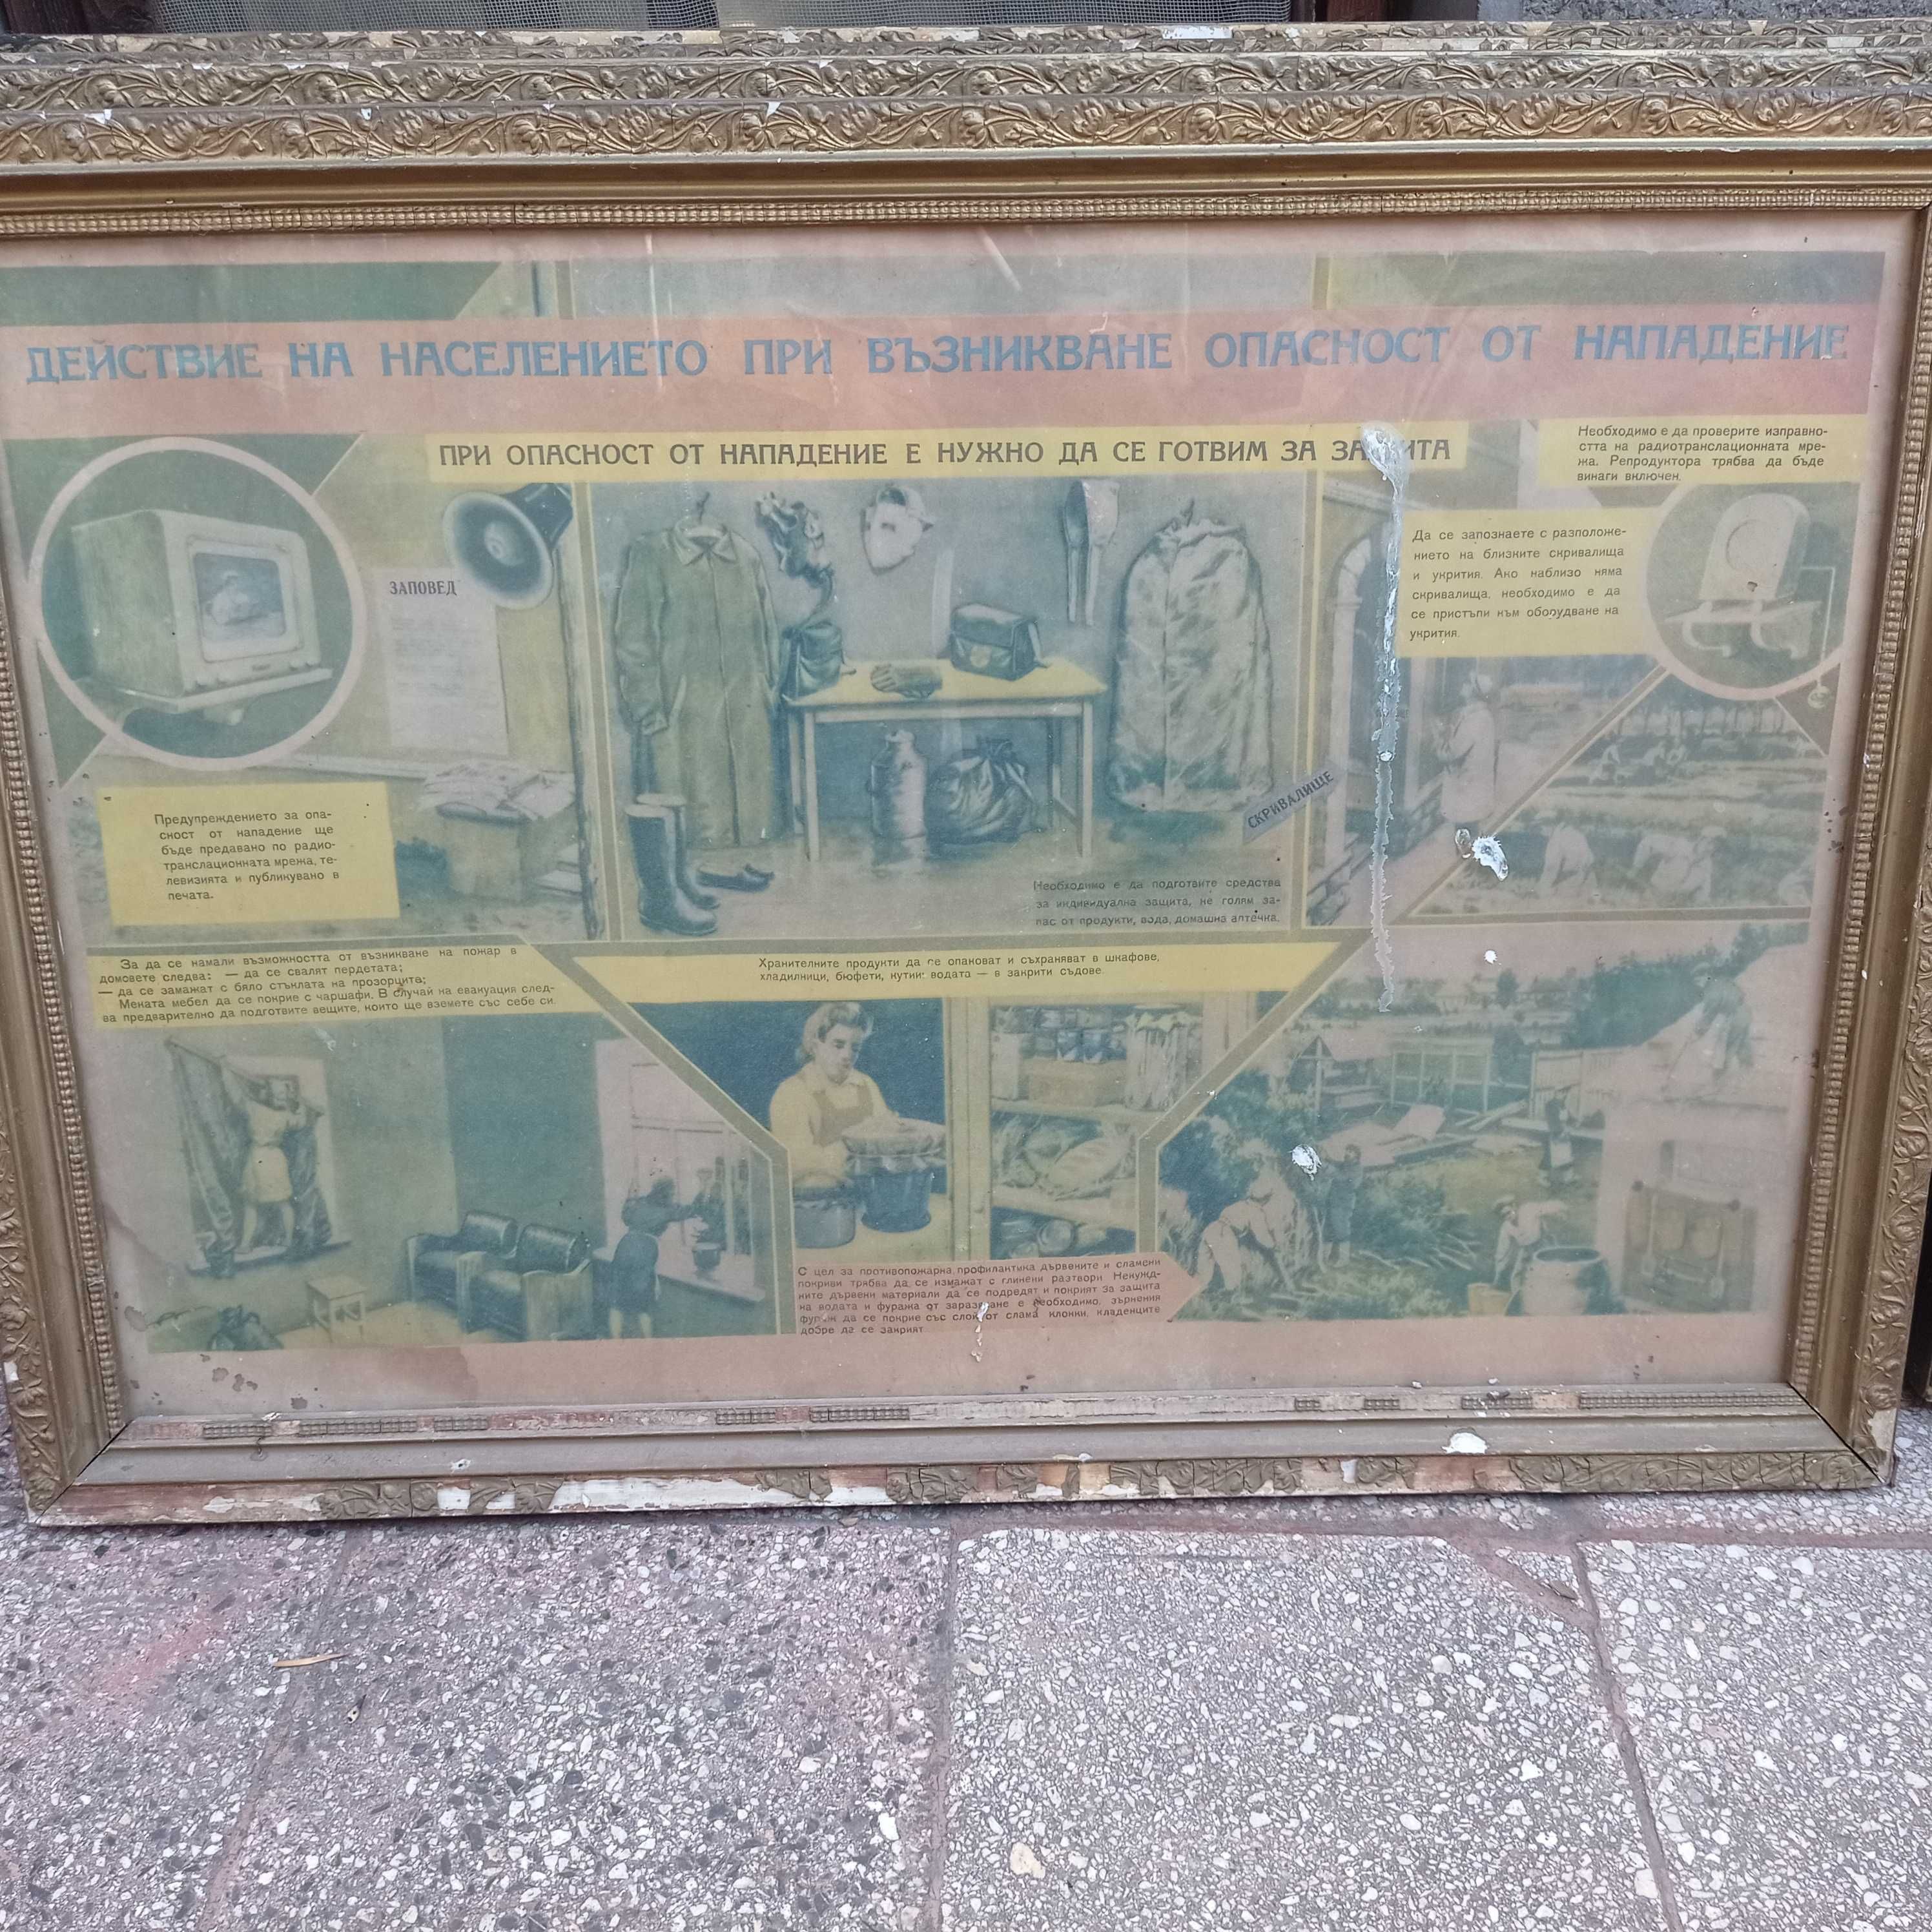 ДЕЙСТВИЕ НА НАСЕЛЕНИЕТО ПРИ ВЪЗНИКВАНЕ ОПАСНОСТ ОТ НАПАДЕНИЕ
ПРИ ОПАСНОСТ ОТ НАПАДЕНИЕ Е НУЖНО ДА СЕ ГОТВИМ ЗА
Необходимо е да проверите изправно-
стта на радиотранслационната мре-
жа. Репродуктора трябва да бъде
винаги включен.
Да се запознаете с разположе-
нието на близките скривалища
и укрития. Ако наблизо няма
скривалища, необходимо е да
се пристъпи към оборудване на
укрития.
ЗАПОВЕД
СКРИВАЛИЩЕ
Предупреждението за опа-
сност от нападение ще
бъде предавано по радио-
транслационната мрежа, те-
левизията и публикувано в
печата.
Необходимо е да подготвите средства
за индивидуална защита, не голям за-
пас от продукти, вода, домашна аптечка.
За да се намали възможността от възникване на пожар в
домовете следва: — да се свалят пердетата;
— да се замажат с бяло стъклата на прозорците;
Меката мебел да се покрие с чаршафи. В случай на евакуация след-
ва предварително да подготвите вещите, които ще вземете със себе си.
Хранителните продукти да се опаковат и съхраняват в шкафове,
хладилници, бюфети, кутии: водата — в закрити съдове.
С цел за противопожарна профилактика дървените и сламени
покриви трябва да се измажат с глинени разтвори. Ненужд-
ните дървени материали да се подредят и покрият. За защита
на водата и фуража от заразяване е необходимо: зърнения
фураж да се покрие със слой от слама, клонки, кладенците
добре да се закрият